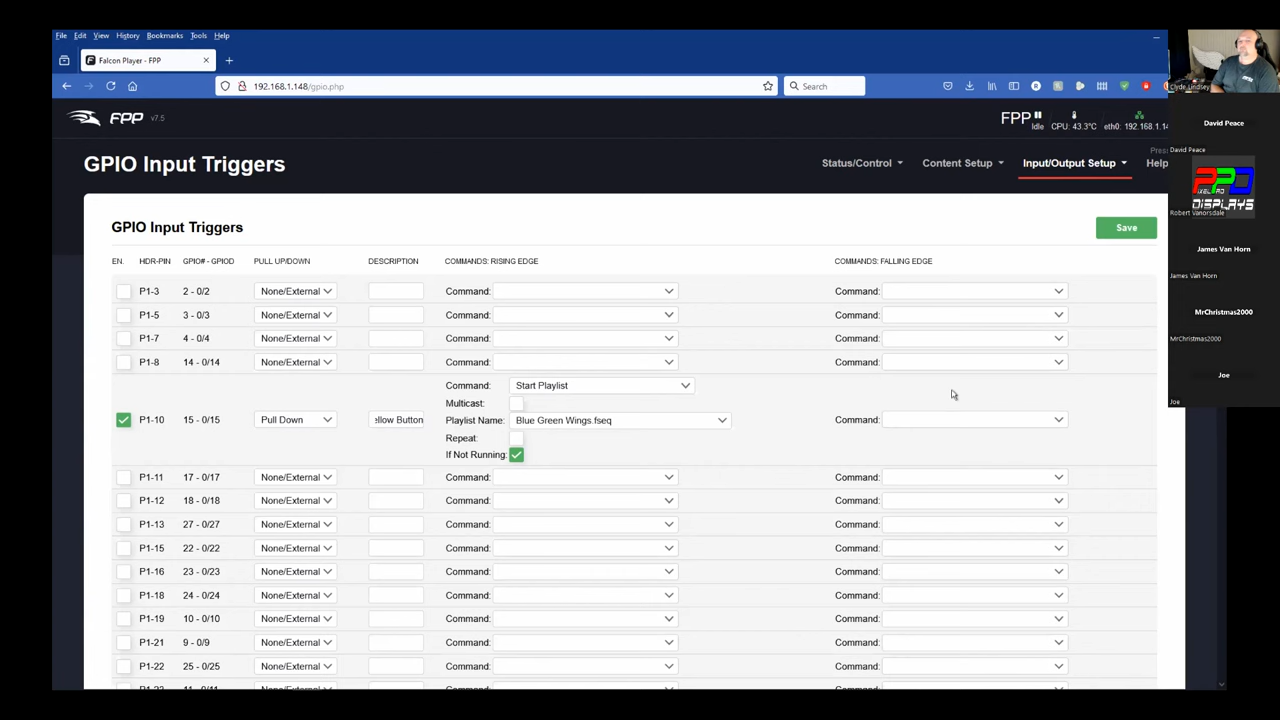 File Edit View History Bookmarks Tools Help
Falcon Player - FPP
192.168.1.148/gpio.php
Search
FPP v7.5
FPP
Idle CPU: 43.3°C eth0: 192.168.1.14
GPIO Input Triggers
Status/Control Content Setup Input/Output Setup Help
GPIO Input Triggers
Save
EN. HDR-PIN GPIO# - GPIOD PULL UP/DOWN DESCRIPTION COMMANDS: RISING EDGE COMMANDS: FALLING EDGE
P1-3 2 - 0/2 None/External Command: Command:
P1-5 3 - 0/3 None/External Command: Command:
P1-7 4 - 0/4 None/External Command: Command:
P1-8 14 - 0/14 None/External Command: Command:
Command: Start Playlist
Multicast:
P1-10 15 - 0/15 Pull Down ellow Button Playlist Name: Blue Green Wings.fseq Command:
Repeat:
If Not Running:
P1-11 17 - 0/17 None/External Command: Command:
P1-12 18 - 0/18 None/External Command: Command:
P1-13 27 - 0/27 None/External Command: Command:
P1-15 22 - 0/22 None/External Command: Command:
P1-16 23 - 0/23 None/External Command: Command:
P1-18 24 - 0/24 None/External Command: Command:
P1-19 10 - 0/10 None/External Command: Command:
P1-21 9 - 0/9 None/External Command: Command:
P1-22 25 - 0/25 None/External Command: Command:
Clyde Lindsey
David Peace
David Peace
PPD
DISPLAYS
Robert Vanorsdale
James Van Horn
James Van Horn
MrChristmas2000
MrChristmas2000
Joe
Joe